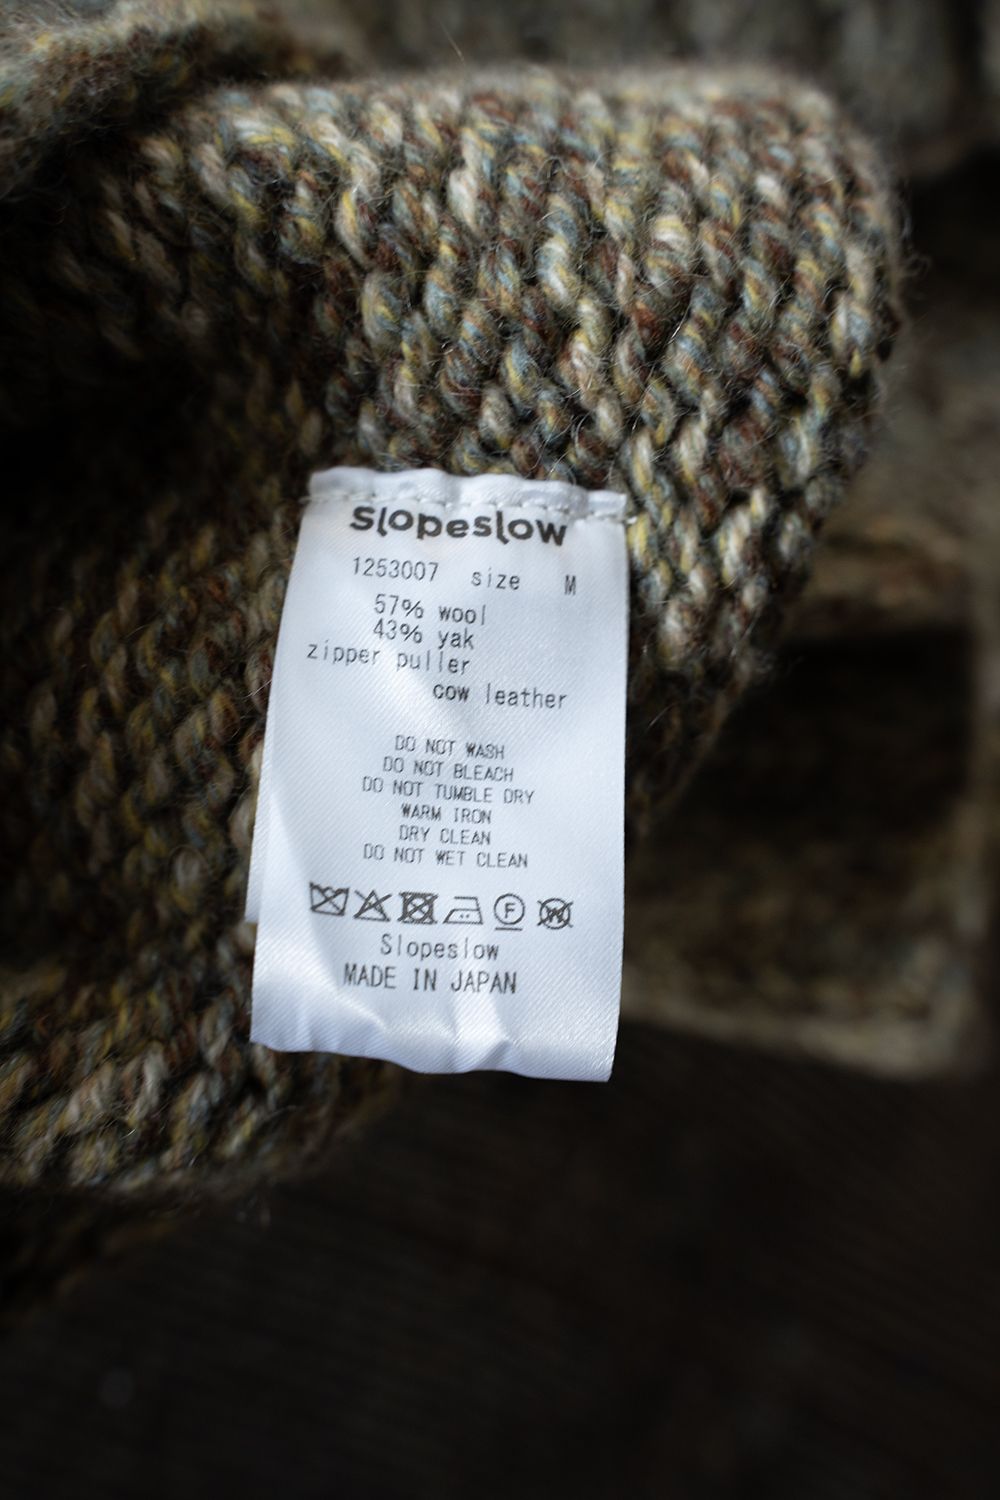 Slopeslow
1253007 size M
57% wool
43% yak
zipper puller
cow leather
DO NOT WASH
DO NOT BLEACH
DO NOT TUMBLE DRY
WARM IRON
DRY CLEAN
DO NOT WET CLEAN
F W
Slopeslow
MADE IN JAPAN